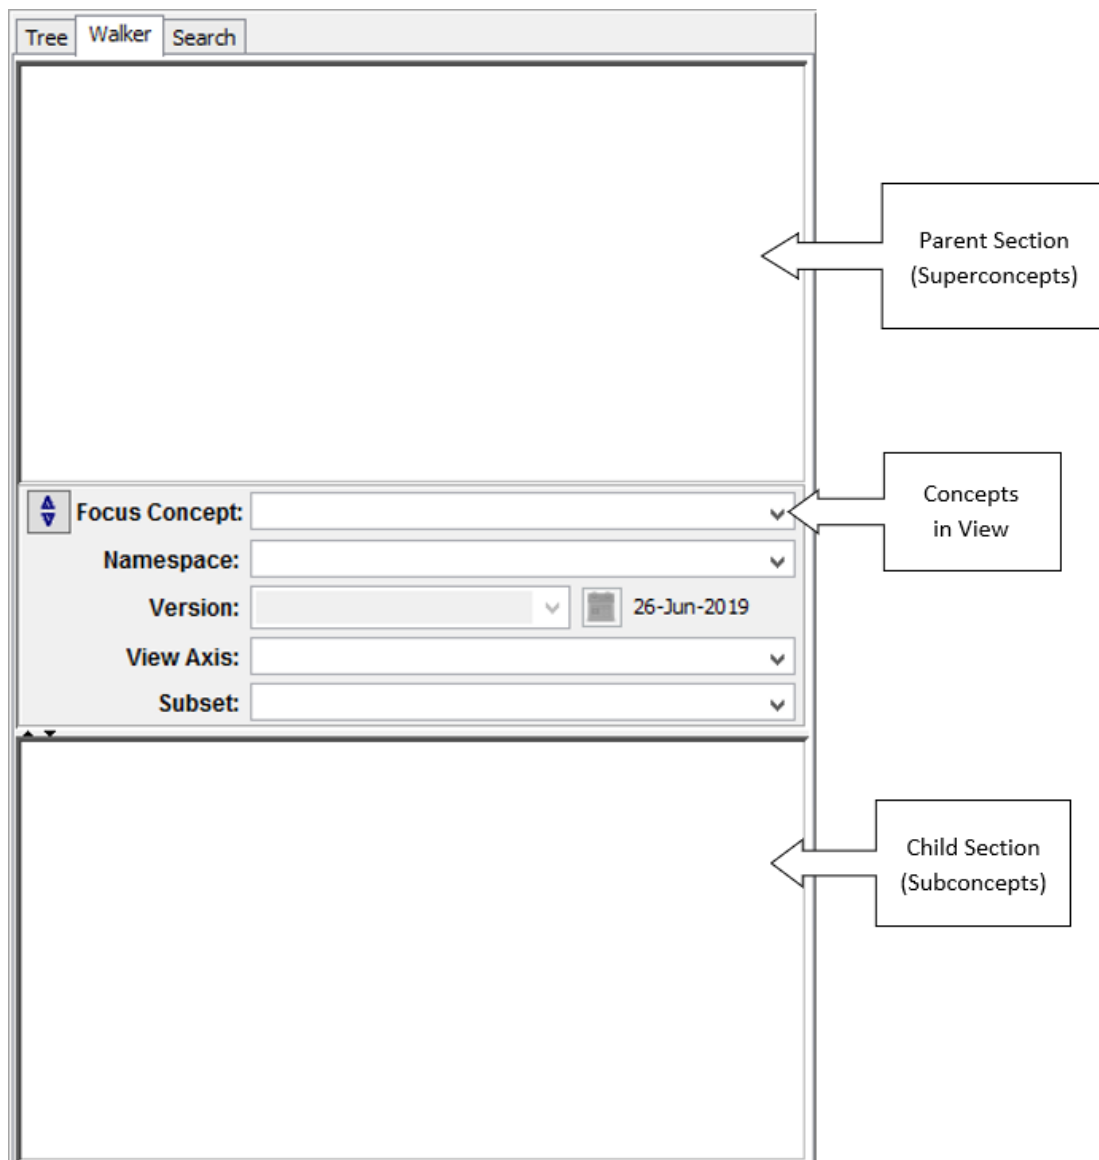 Tree Walker Search
Parent Section
(Superconcepts)
Focus Concept:
Concepts
in View
Namespace:
Version: 26-Jun-2019
View Axis:
Subset:
Child Section
(Subconcepts)